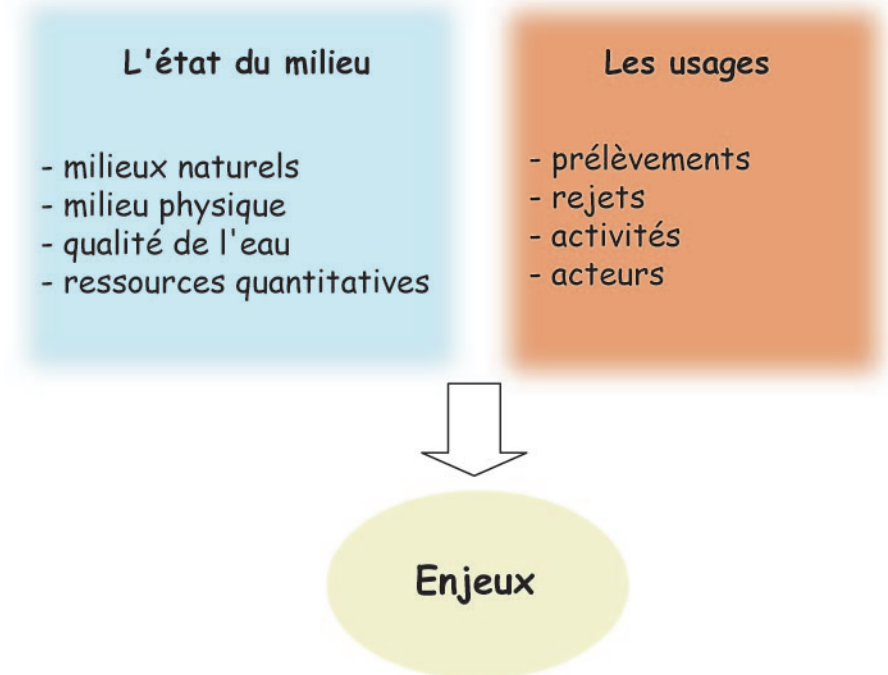 L'état du milieu
- milieux naturels
- milieu physique
- qualité de l'eau
- ressources quantitatives
Les usages
- prélèvements
- rejets
- activités
- acteurs
Enjeux